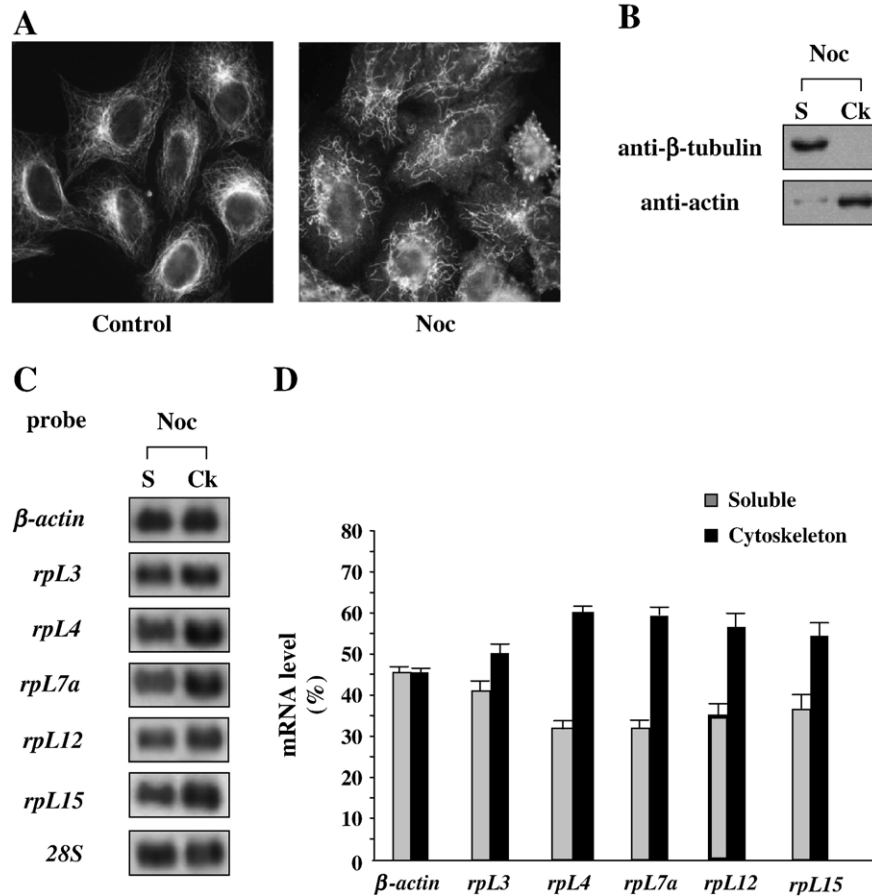 A
Control
Noc
B
Noc
S Ck
anti-β-tubulin
anti-actin
C
probe
Noc
S Ck
β-actin
rpL3
rpL4
rpL7a
rpL12
rpL15
28S
D
Soluble
Cytoskeleton
mRNA level
(%)
80
70
60
50
40
30
20
10
0
β-actin rpL3 rpL4 rpL7a rpL12 rpL15